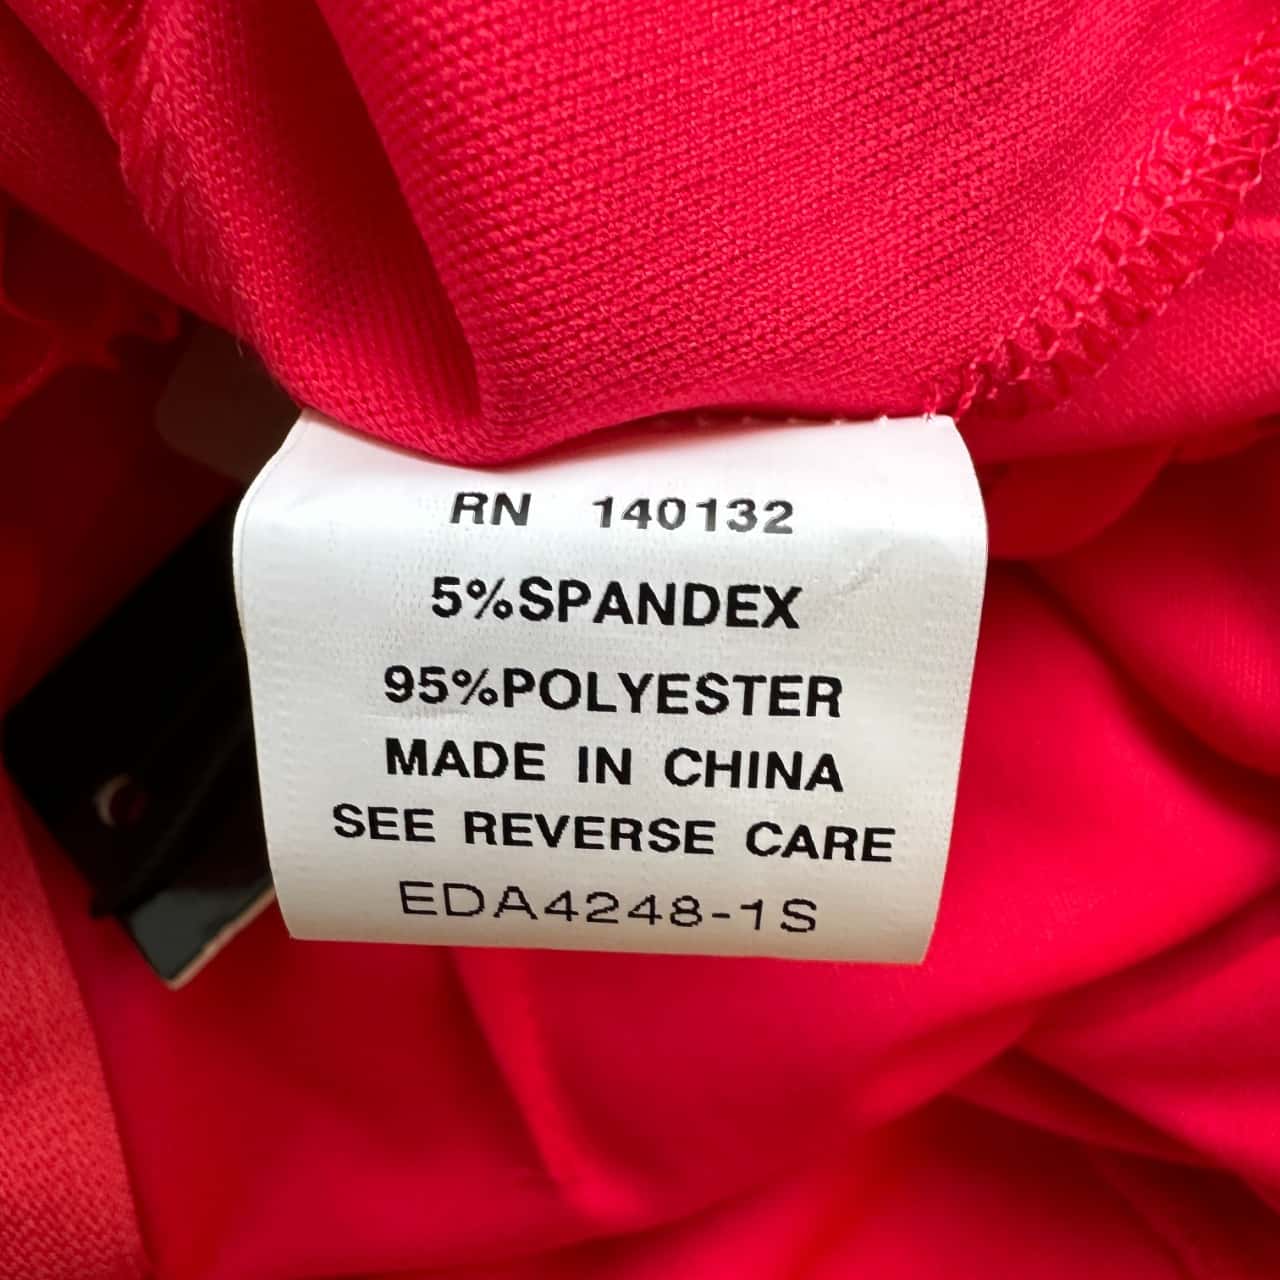 RN 140132
5%SPANDEX
95%POLYESTER
MADE IN CHINA
SEE REVERSE CARE
EDA4248-1S